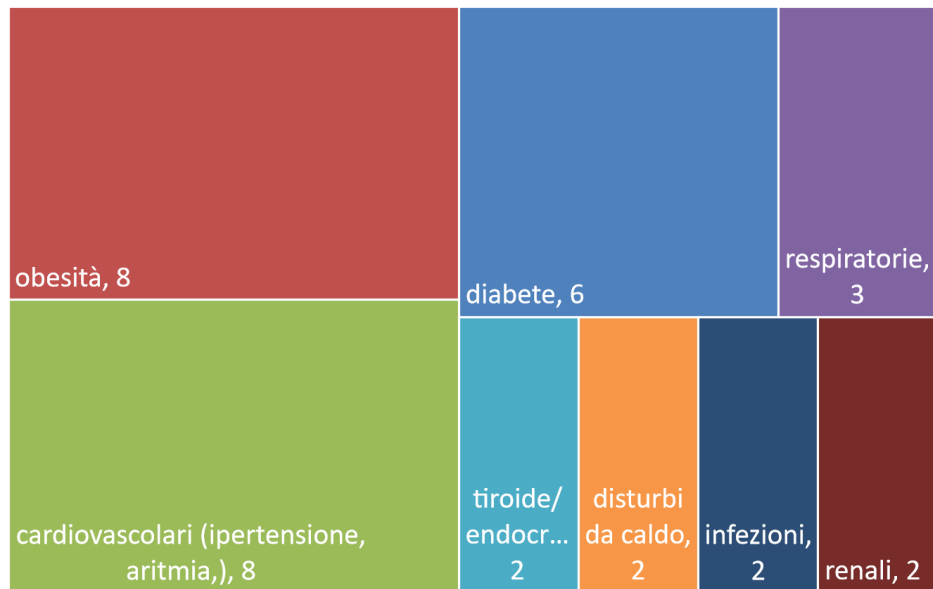 obesità, 8
cardiovascolari (ipertensione,
aritmia,), 8
diabete, 6
respiratorie,
3
tiroide/
endocr...
2
disturbi
da caldo,
2
infezioni,
2
renali, 2